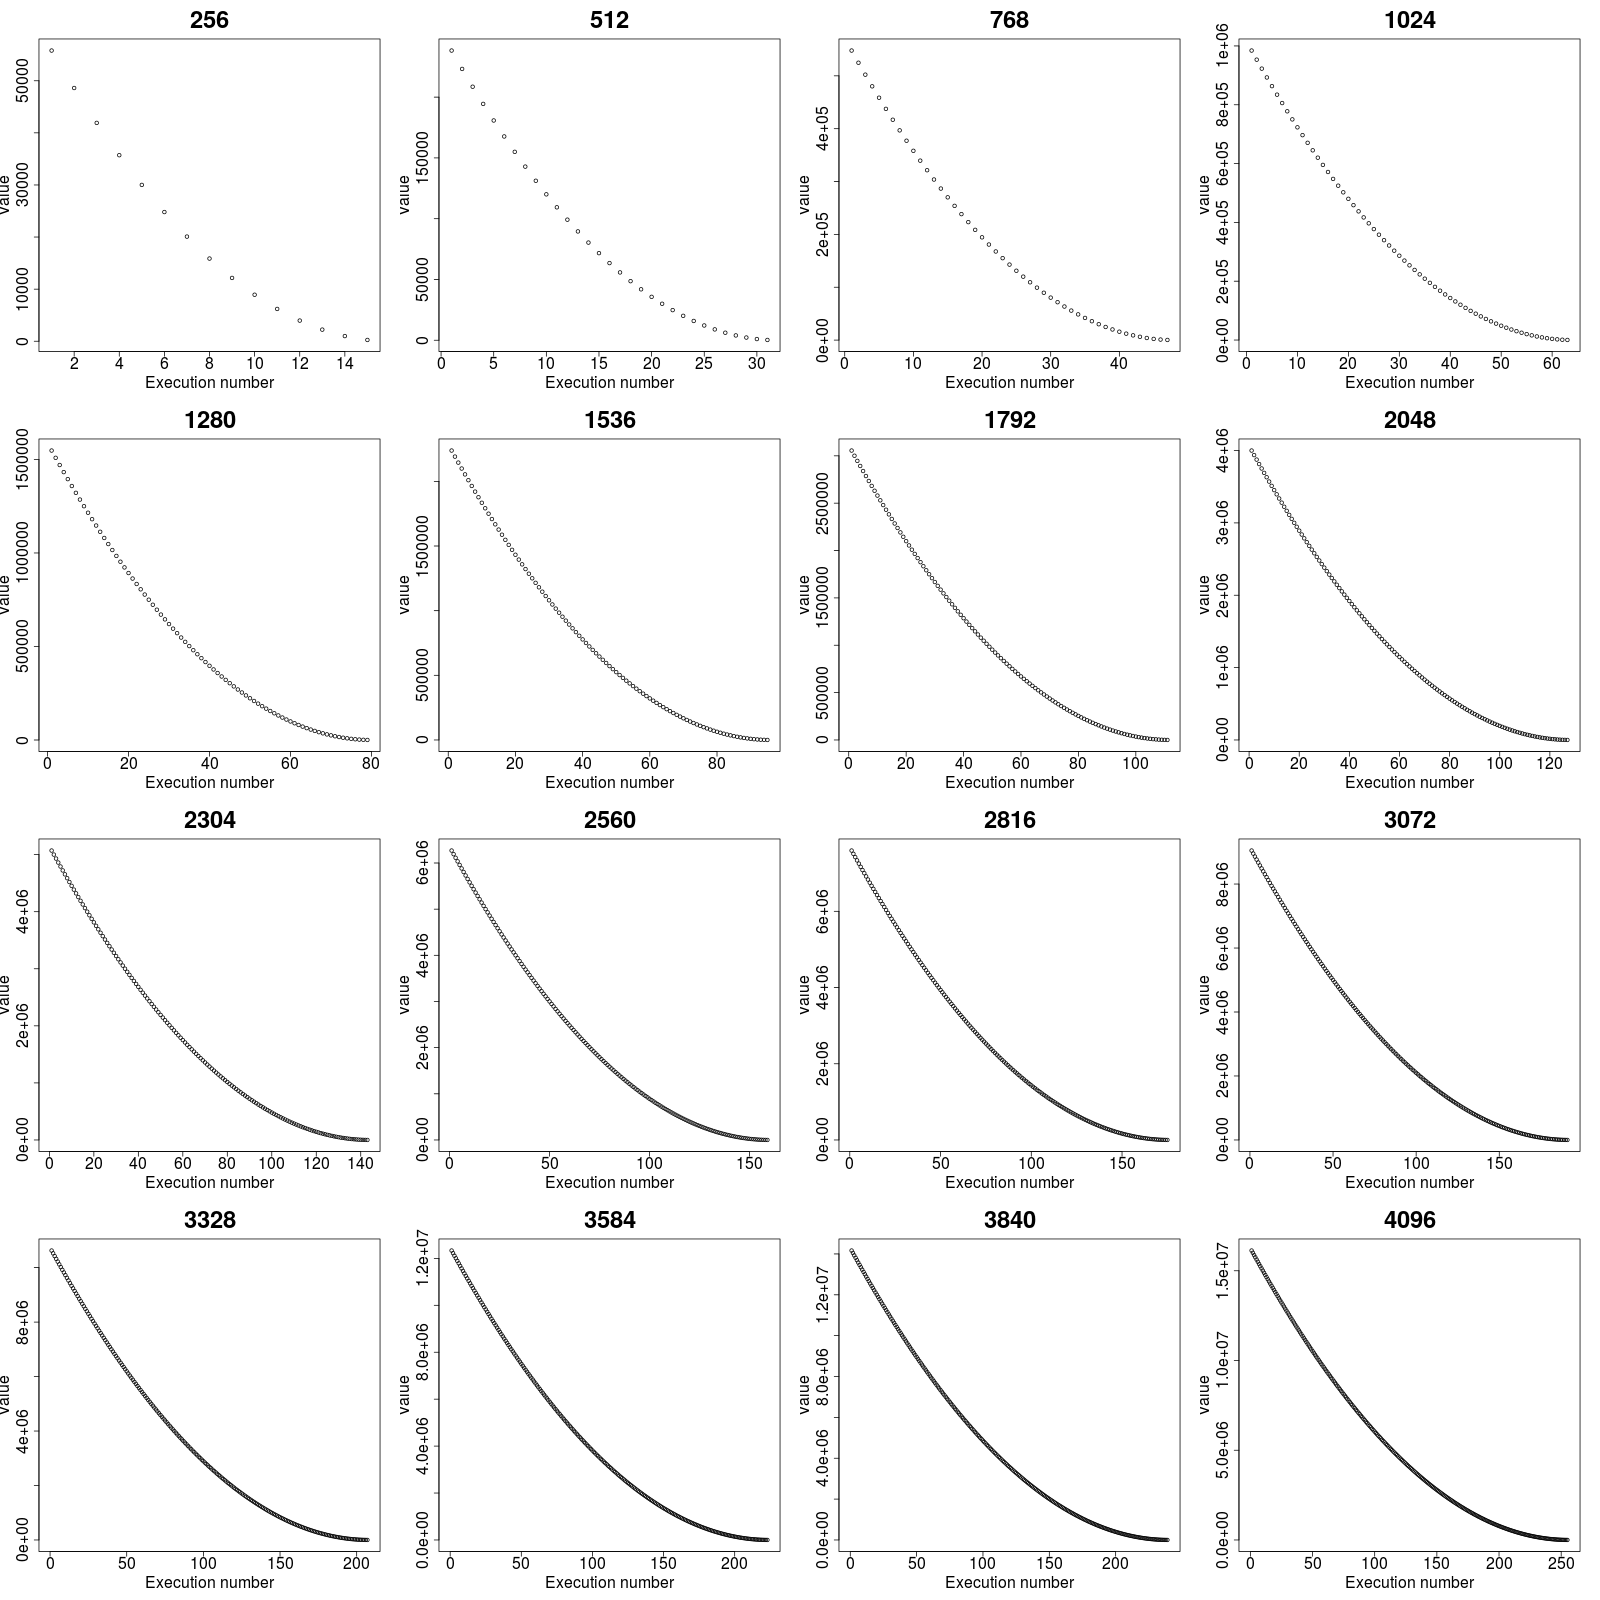 256
50000
30000
10000
0
value
2 4 6 8 10 12 14
Execution number
512
150000
50000
0
value
0 5 10 15 20 25 30
Execution number
768
4e+05
2e+05
0e+00
value
0 10 20 30 40
Execution number
1024
1e+06
8e+05
6e+05
4e+05
2e+05
0e+00
value
0 10 20 30 40 50 60
Execution number
1280
1500000
1000000
500000
0
value
0 20 40 60 80
Execution number
1536
1500000
500000
0
value
0 20 40 60 80
Execution number
1792
2500000
1500000
500000
0
value
0 20 40 60 80 100
Execution number
2048
4e+06
3e+06
2e+06
1e+06
0e+00
value
0 20 40 60 80 100 120
Execution number
2304
4e+06
2e+06
0e+00
value
0 20 40 60 80 100 120 140
Execution number
2560
6e+06
4e+06
2e+06
0e+00
value
0 50 100 150
Execution number
2816
6e+06
4e+06
2e+06
0e+00
value
0 50 100 150
Execution number
3072
8e+06
6e+06
4e+06
2e+06
0e+00
value
0 50 100 150
Execution number
3328
8e+06
4e+06
0e+00
value
0 50 100 150 200
Execution number
3584
1.2e+07
8.0e+06
4.0e+06
0.0e+00
value
0 50 100 150 200
Execution number
3840
1.2e+07
8.0e+06
4.0e+06
0.0e+00
value
0 50 100 150 200
Execution number
4096
1.5e+07
1.0e+07
5.0e+06
0.0e+00
value
0 50 100 150 200 250
Execution number